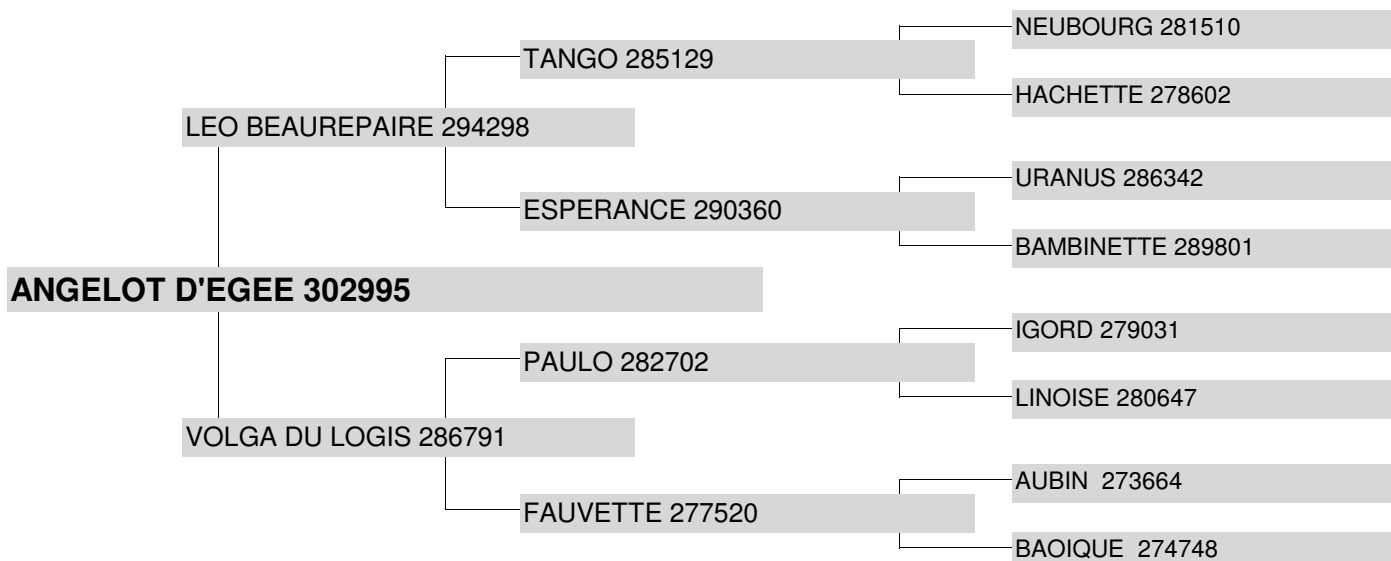 NEUBOURG 281510
TANGO 285129
HACHETTE 278602
LEO BEAUREPAIRE 294298
URANUS 286342
ESPERANCE 290360
BAMBINETTE 289801
ANGELOT D'EGEE 302995
IGORD 279031
PAULO 282702
LINOISE 280647
VOLGA DU LOGIS 286791
AUBIN 273664
FAUVETTE 277520
BAOIQUE 274748